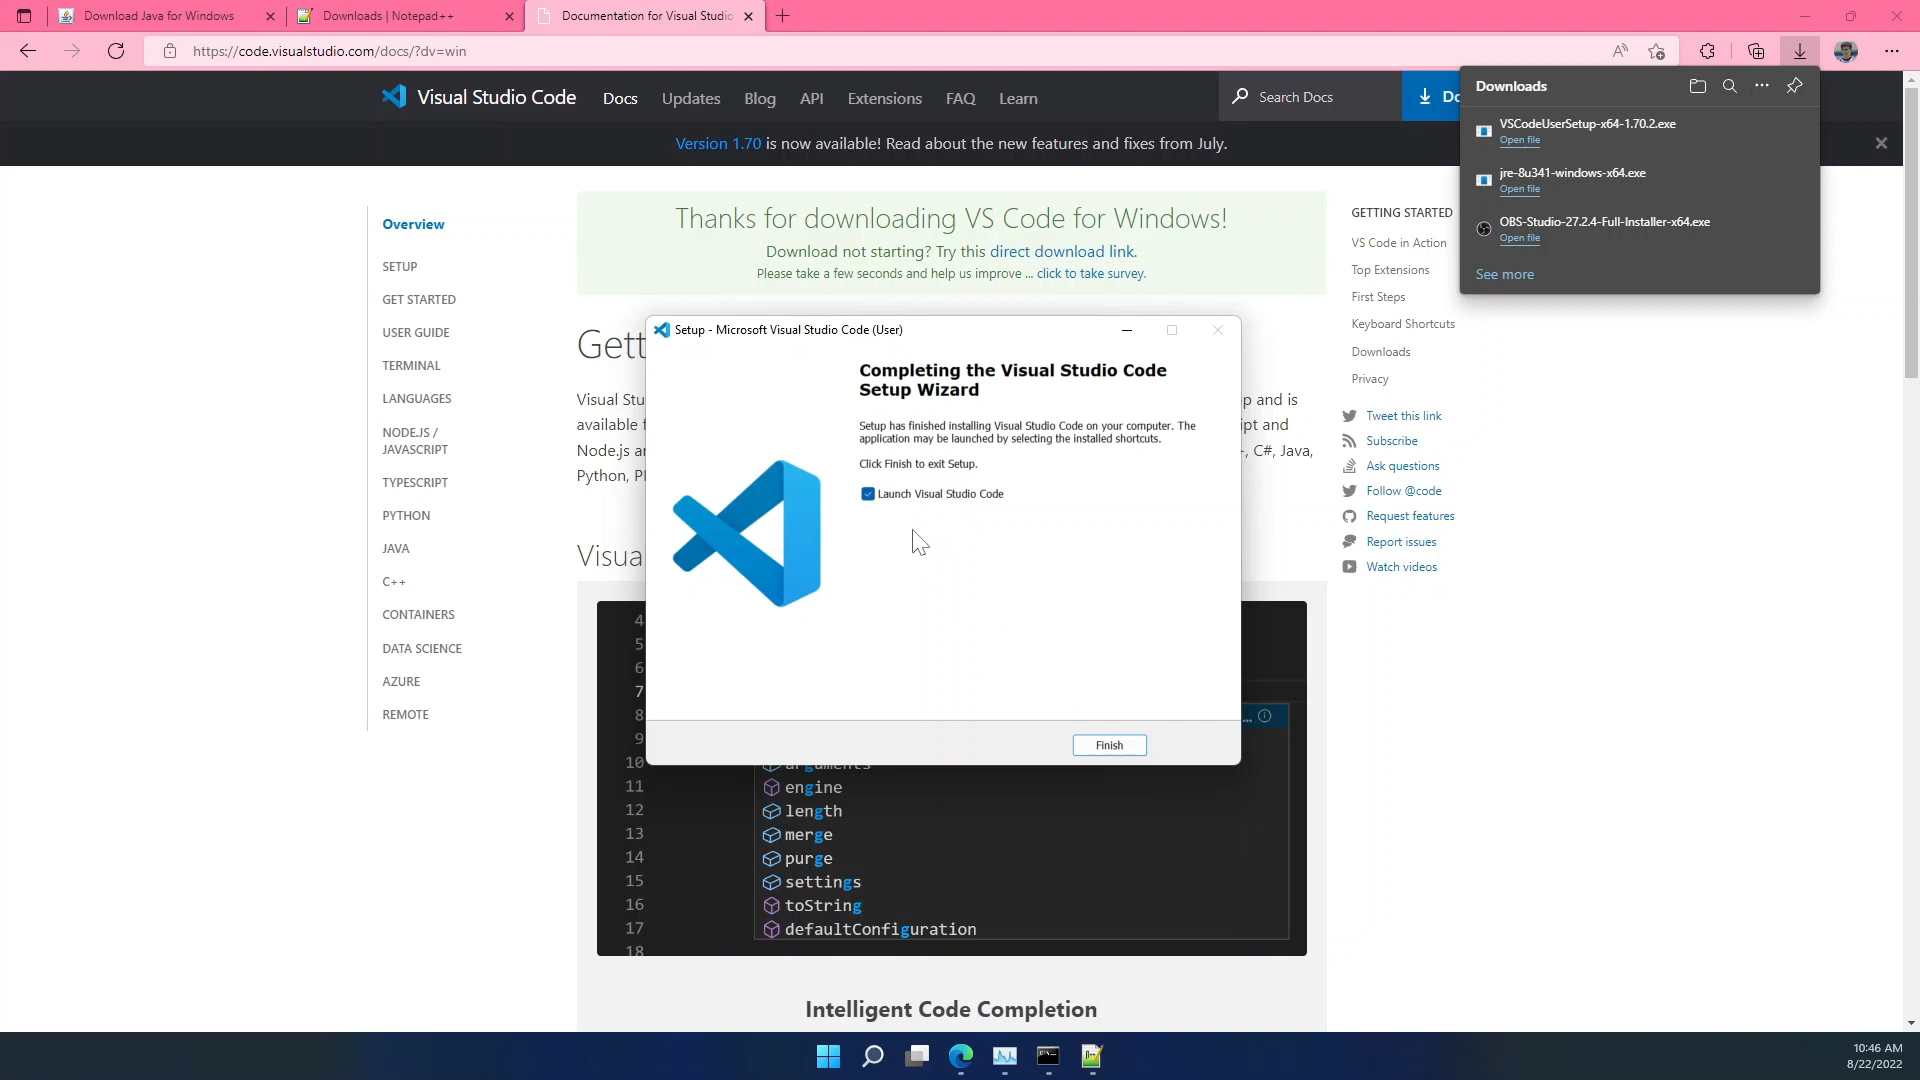 Download Java for Windows
Downloads | Notepad++
Documentation for Visual Studio
https://code.visualstudio.com/docs/?dv=win
Visual Studio Code
Docs
Updates
Blog
API
Extensions
FAQ
Learn
Search Docs
Do
Version 1.70 is now available! Read about the new features and fixes from July.
Downloads
VSCodeUserSetup-x64-1.70.2.exe
Open file
jre-8u341-windows-x64.exe
Open file
OBS-Studio-27.2.4-Full-Installer-x64.exe
Open file
See more
Overview
SETUP
GET STARTED
USER GUIDE
TERMINAL
LANGUAGES
NODE.JS /
JAVASCRIPT
TYPESCRIPT
PYTHON
JAVA
C++
CONTAINERS
DATA SCIENCE
AZURE
REMOTE
Thanks for downloading VS Code for Windows!
Download not starting? Try this direct download link.
Please take a few seconds and help us improve ... click to take survey.
Gett
Visual Stu
p and is
available f
ipt and
Node.js a
-, C#, Java,
Python, P
Visua
Setup - Microsoft Visual Studio Code (User)
Completing the Visual Studio Code
Setup Wizard
Setup has finished installing Visual Studio Code on your computer. The
application may be launched by selecting the installed shortcuts.
Click Finish to exit Setup.
Launch Visual Studio Code
Finish
4
5
6
7
8
...
9
10 arguments
11 engine
12 length
13 merge
14 purge
15 settings
16 toString
17 defaultConfiguration
18
Intelligent Code Completion
GETTING STARTED
VS Code in Action
Top Extensions
First Steps
Keyboard Shortcuts
Downloads
Privacy
Tweet this link
Subscribe
Ask questions
Follow @code
Request features
Report issues
Watch videos
10:46 AM
8/22/2022